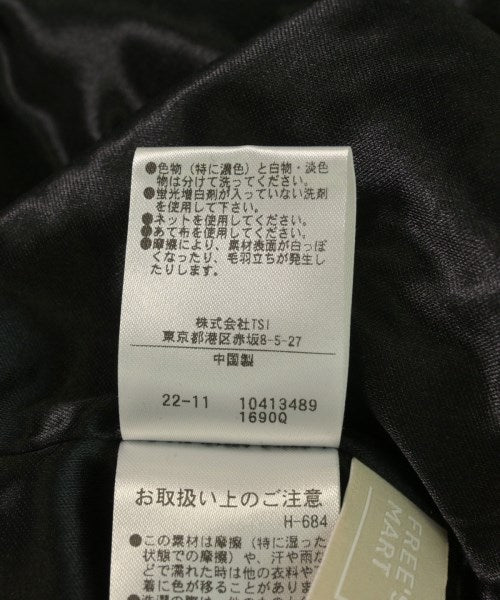 ●色物（特に濃色）と白物・淡色
物は分けて洗ってください。
●蛍光増白剤が入っていない洗剤
を使用して下さい。
●ネットを使用してください。
●あて布を使用してください。
●摩擦により、素材表面が白っぽ
くなったり、毛羽立ちが発生し
たりします。
株式会社TSI
東京都港区赤坂8-5-27
中国製
22-11 10413489
1690Q
お取扱い上のご注意
H-684
●この素材は摩擦（特に湿った
状態での摩擦）や、汗や雨な
どで濡れた時は他の衣料や
着に色が移ることがありま
FREE'S
MART